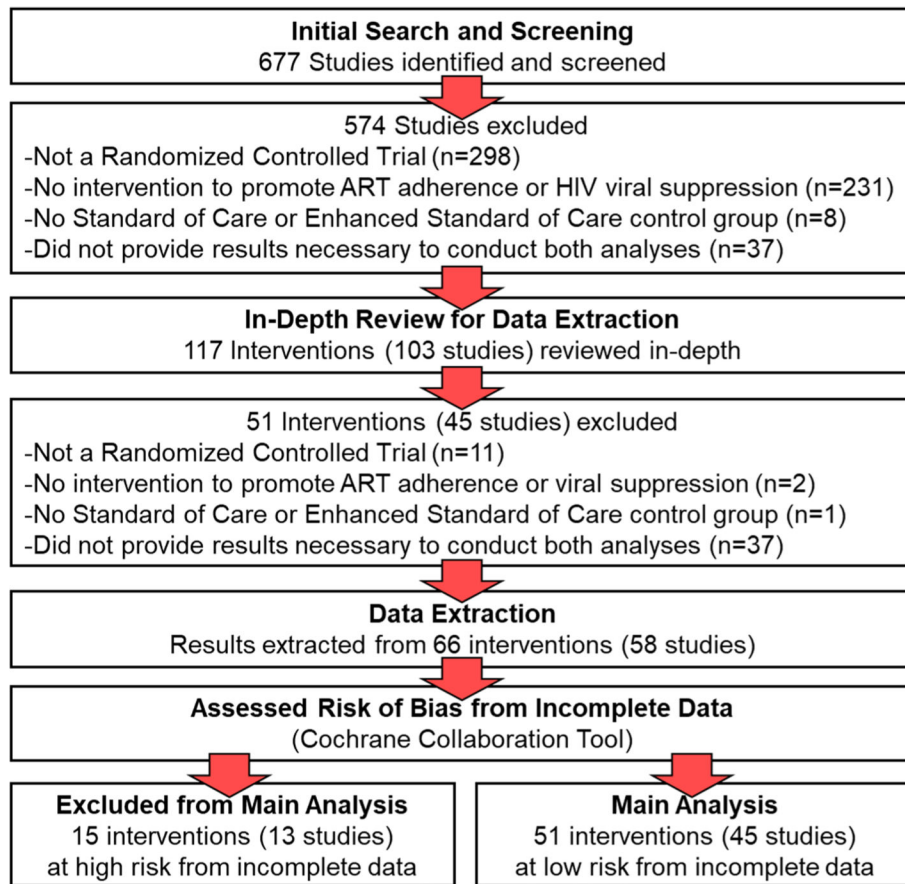 Initial Search and Screening
677 Studies identified and screened
574 Studies excluded
-Not a Randomized Controlled Trial (n=298)
-No intervention to promote ART adherence or HIV viral suppression (n=231)
-No Standard of Care or Enhanced Standard of Care control group (n=8)
-Did not provide results necessary to conduct both analyses (n=37)
In-Depth Review for Data Extraction
117 Interventions (103 studies) reviewed in-depth
51 Interventions (45 studies) excluded
-Not a Randomized Controlled Trial (n=11)
-No intervention to promote ART adherence or viral suppression (n=2)
-No Standard of Care or Enhanced Standard of Care control group (n=1)
-Did not provide results necessary to conduct both analyses (n=37)
Data Extraction
Results extracted from 66 interventions (58 studies)
Assessed Risk of Bias from Incomplete Data
(Cochrane Collaboration Tool)
Excluded from Main Analysis
15 interventions (13 studies)
at high risk from incomplete data
Main Analysis
51 interventions (45 studies)
at low risk from incomplete data